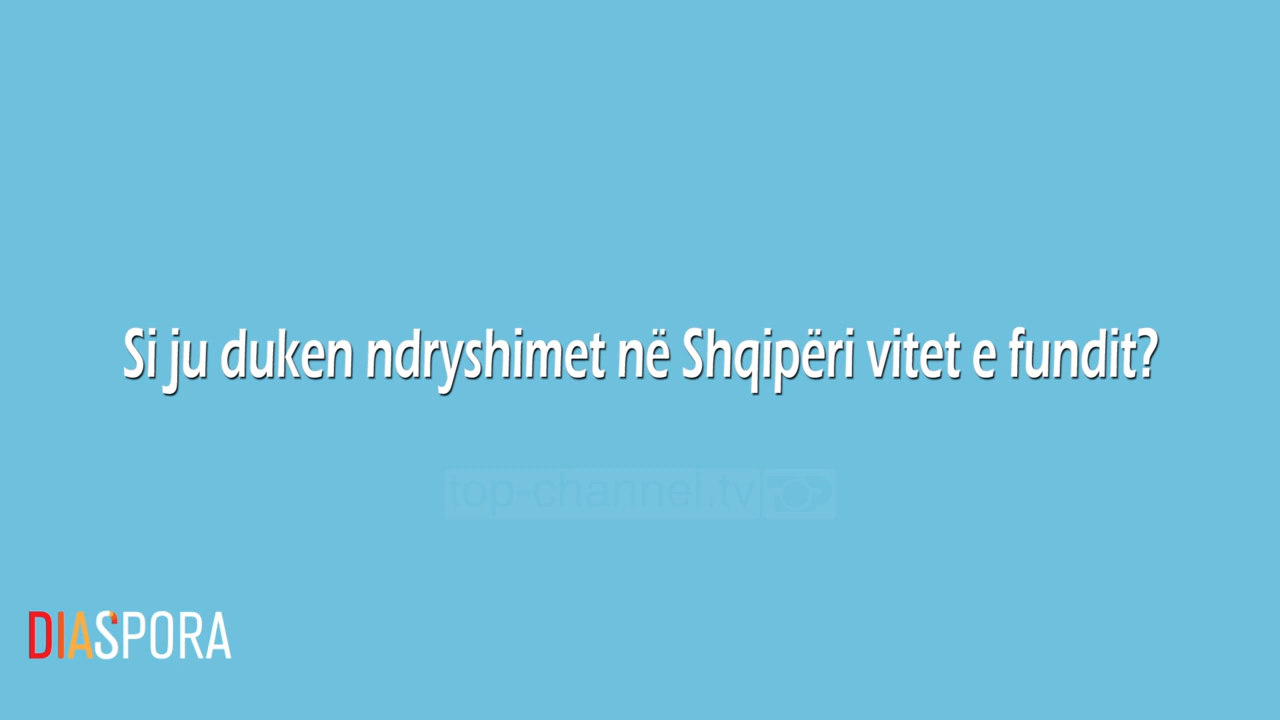 Si ju duken ndryshimet në Shqipëri vitet e fundit?
top-channel.tv
DIASPORA